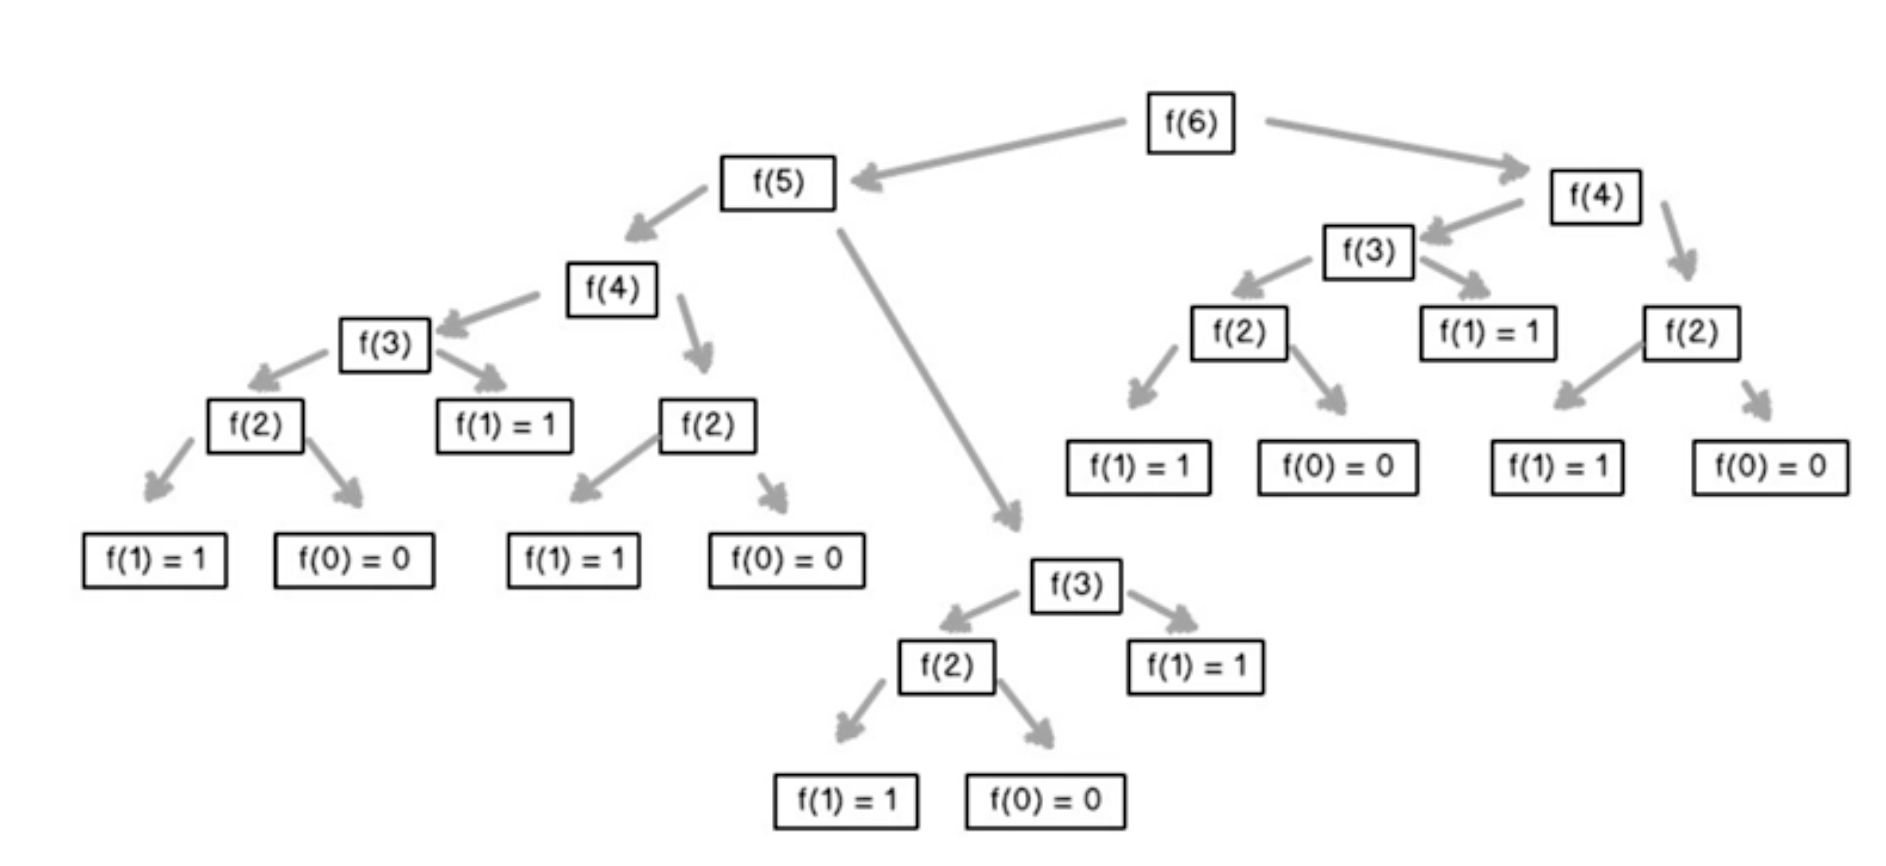 f(6)
f(5)
f(4)
f(3)
f(4)
f(2)
f(1) = 1
f(2)
f(3)
f(2)
f(1) = 1
f(2)
f(1) = 1
f(0) = 0
f(1) = 1
f(0) = 0
f(1) = 1
f(0) = 0
f(1) = 1
f(0) = 0
f(3)
f(2)
f(1) = 1
f(1) = 1
f(0) = 0